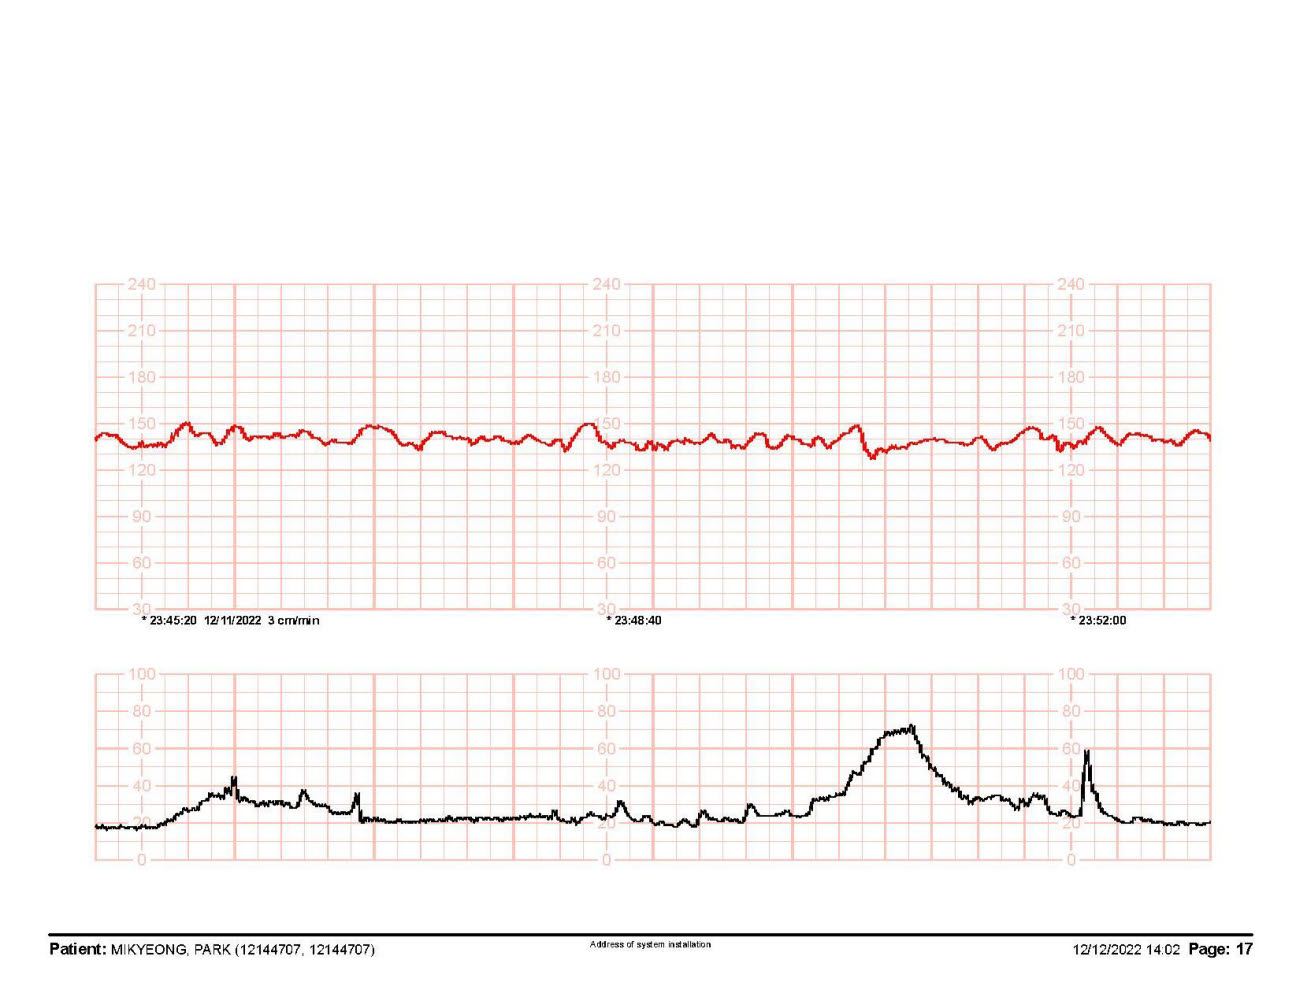 240 240 240
210 210 210
180 180 180
150 50 150
120 120 120
90 90 90
60 60 60
30 30 30
* 23:45:20 12/11/2022 3 cm/min * 23:48:40 * 23:52:00
100 100 100
80 80 80
60 60 60
40 40 40
20 20 20
0 0 0
Patient: MIKYEONG, PARK (12144707, 12144707) Address of system installation 12/12/2022 14:02 Page: 17